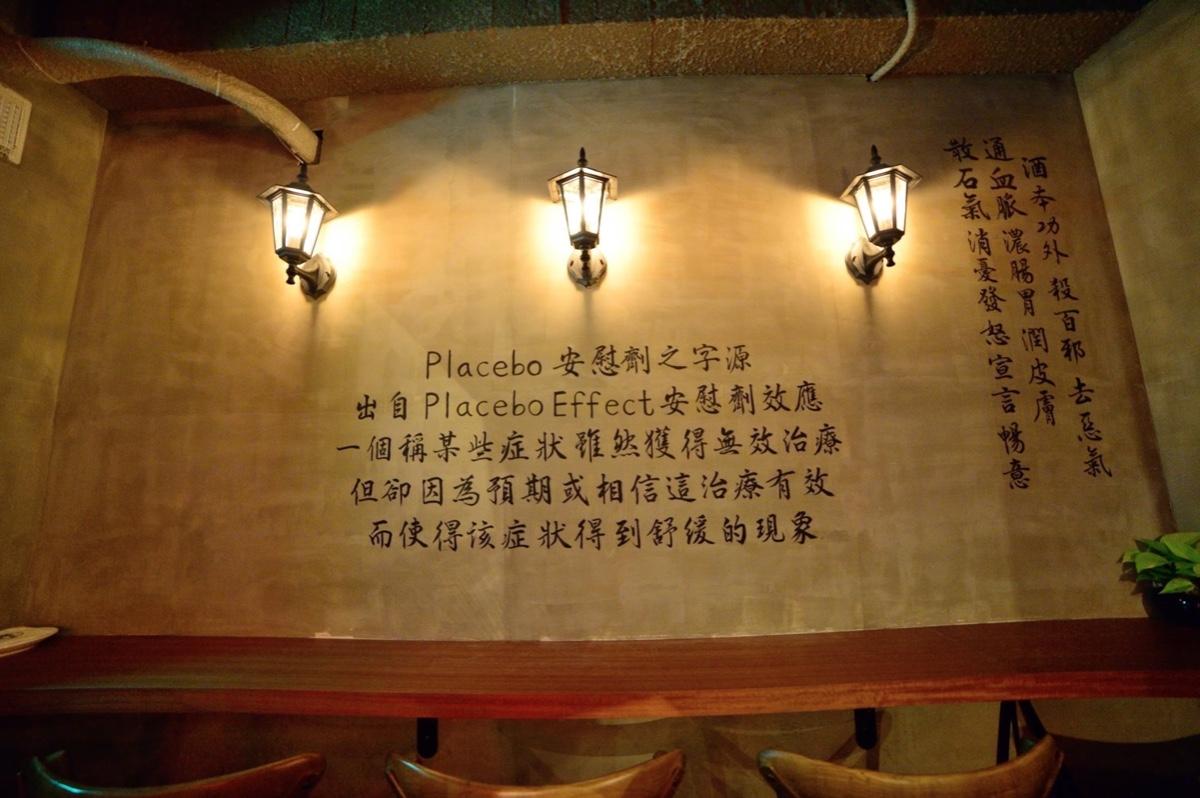 Placebo 安慰劑之字源
出自 Placebo Effect 安慰劑效應
一個稱某些症狀雖然獲得無效治療
但卻因為預期或相信這治療有效
而使得該症狀得到舒緩的現象
酒本功外 殺百邪 去惡氣
通血脈 濃腸胃 潤皮膚
散石氣 消憂發怒 宣言暢意